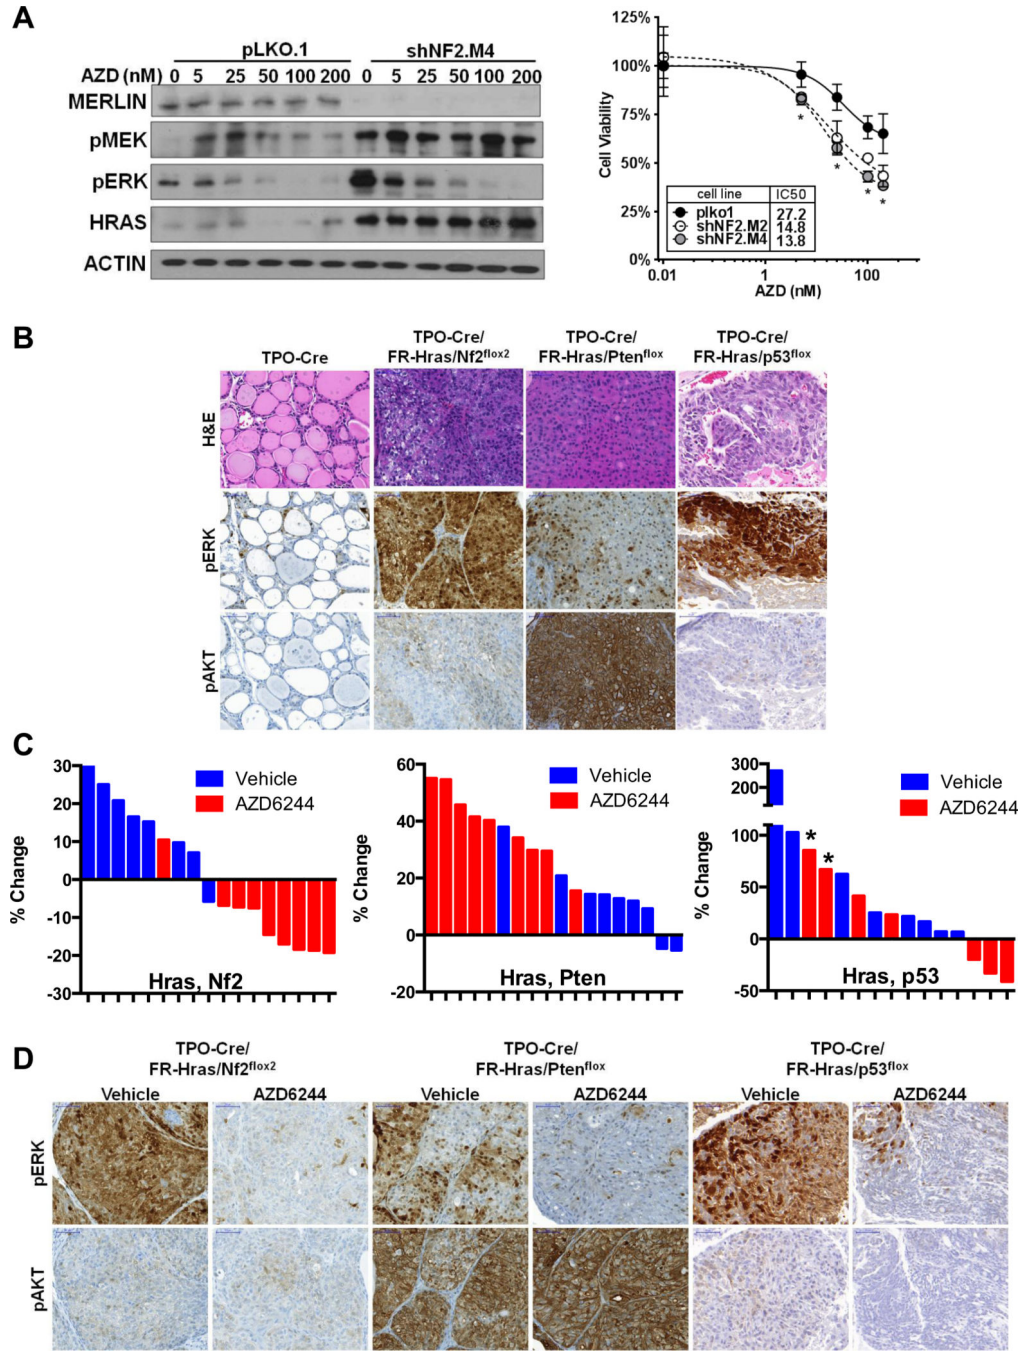 A
pLKO.1 shNF2.M4
AZD (nM) 0 5 25 50 100 200 0 5 25 50 100 200
MERLIN
pMEK
pERK
HRAS
ACTIN
125%
100%
75%
50%
25%
0%
Cell Viability
* * * *
cell line IC50
plko1 27.2
shNF2.M2 14.8
shNF2.M4 13.8
0.01 1 100
AZD (nM)
B
TPO-Cre
TPO-Cre/
FR-Hras/Nf2flox2
TPO-Cre/
FR-Hras/Ptenflox
TPO-Cre/
FR-Hras/p53flox
H&E
pERK
pAKT
C
30
20
10
0
-10
-20
-30
% Change
Vehicle
AZD6244
Hras, Nf2
60
40
20
0
-20
% Change
Vehicle
AZD6244
Hras, Pten
300
200
100
50
0
-50
% Change
Vehicle
AZD6244
* *
Hras, p53
D
TPO-Cre/
FR-Hras/Nf2flox2
TPO-Cre/
FR-Hras/Ptenflox
TPO-Cre/
FR-Hras/p53flox
Vehicle AZD6244 Vehicle AZD6244 Vehicle AZD6244
pERK
pAKT